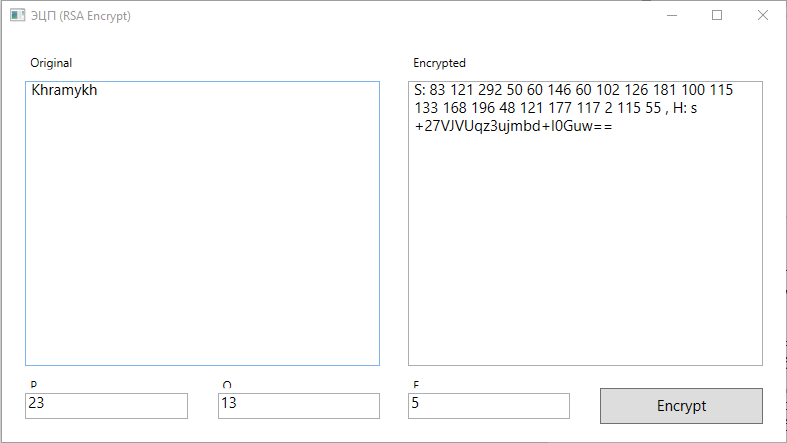 ЭЦП (RSA Encrypt)
Original
Encrypted
Khramykh
S: 83 121 292 50 60 146 60 102 126 181 100 115
133 168 196 48 121 177 117 2 115 55 , H: s
+27VJVUqz3ujmbd+I0Guw==
P
Q
E
23
13
5
Encrypt